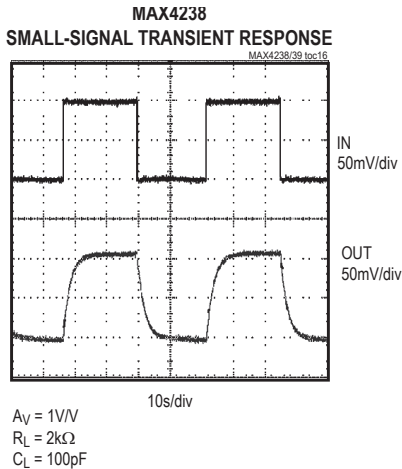 MAX4238
SMALL-SIGNAL TRANSIENT RESPONSE
MAX4238/39 toc16
IN
50mV/div
OUT
50mV/div
10s/div
AV = 1V/V
RL = 2kΩ
CL = 100pF